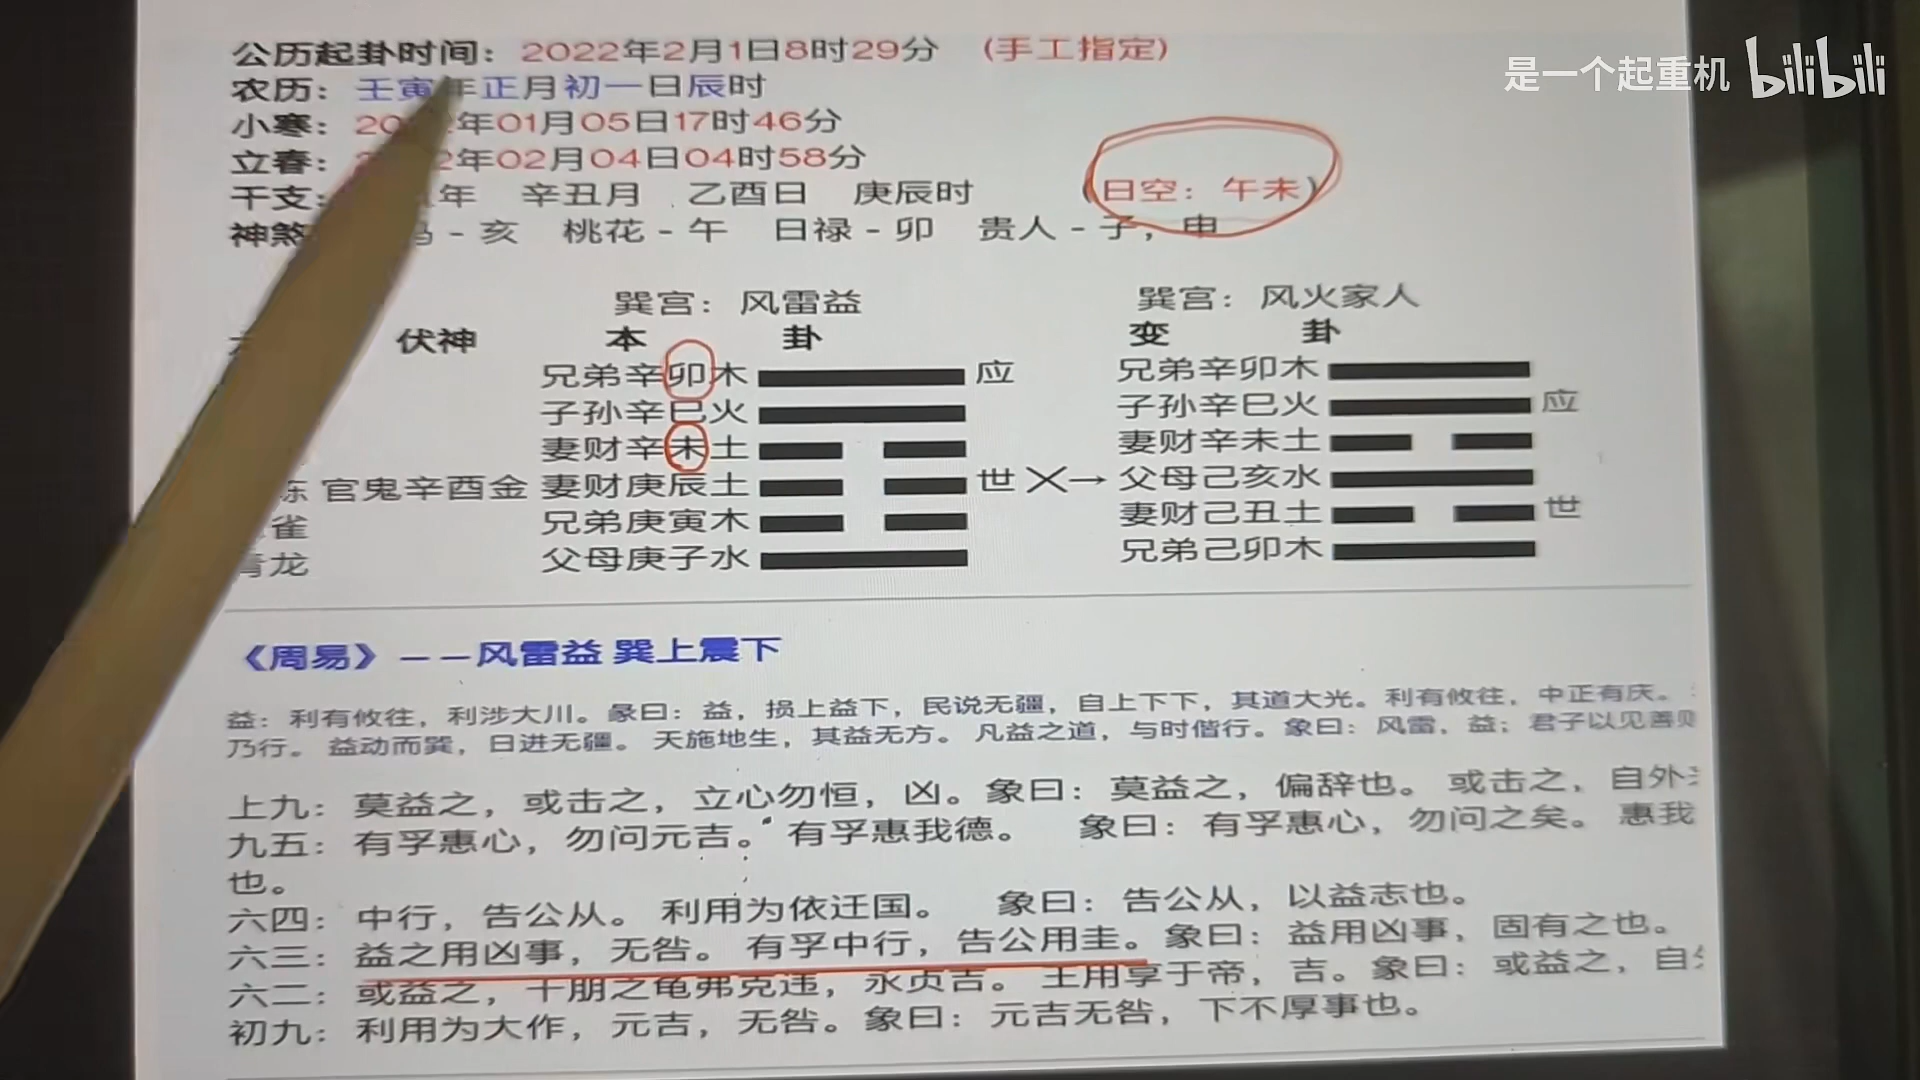 是一个起重机 bilibili
公历起卦时间：2022年2月1日8时29分 （手工指定）
农历：壬寅年正月初一日辰时
小寒：20 年01月05日17时46分
立春：2 2年02月04日04时58分
干支： 年 辛丑月 乙酉日 庚辰时 （日空：午未）
神煞 - 亥 桃花 - 午 日禄 - 卯 贵人 - 子，申
巽宫：风雷益 巽宫：风火家人
伏神 本 卦 变 卦
兄弟辛卯木 应 兄弟辛卯木
子孙辛巳火 子孙辛巳火 应
妻财辛未土 妻财辛未土
陈 官鬼辛酉金 妻财庚辰土 世 X→ 父母己亥水
雀 兄弟庚寅木 妻财己丑土 世
青龙 父母庚子水 兄弟己卯木
《周易》－－风雷益 巽上震下
益：利有攸往，利涉大川。彖曰：益，损上益下，民说无疆，自上下下，其道大光。利有攸往，中正有庆。
乃行。 益动而巽，日进无疆。 天施地生，其益无方。 凡益之道，与时偕行。象曰：风雷，益；君子以见善则
上九：莫益之，或击之，立心勿恒，凶。象曰：莫益之，偏辞也。 或击之，自外
九五：有孚惠心，勿问元吉。 有孚惠我德。 象曰：有孚惠心，勿问之矣。 惠我
也。
六四：中行，告公从。 利用为依迁国。 象曰：告公从，以益志也。
六三：益之用凶事，无咎。 有孚中行，告公用圭。象曰：益用凶事，固有之也。
六二：或益之，十朋之龟弗克违，永贞吉。 王用享于帝，吉。象曰：或益之，自
初九：利用为大作，元吉，无咎。象曰：元吉无咎，下不厚事也。